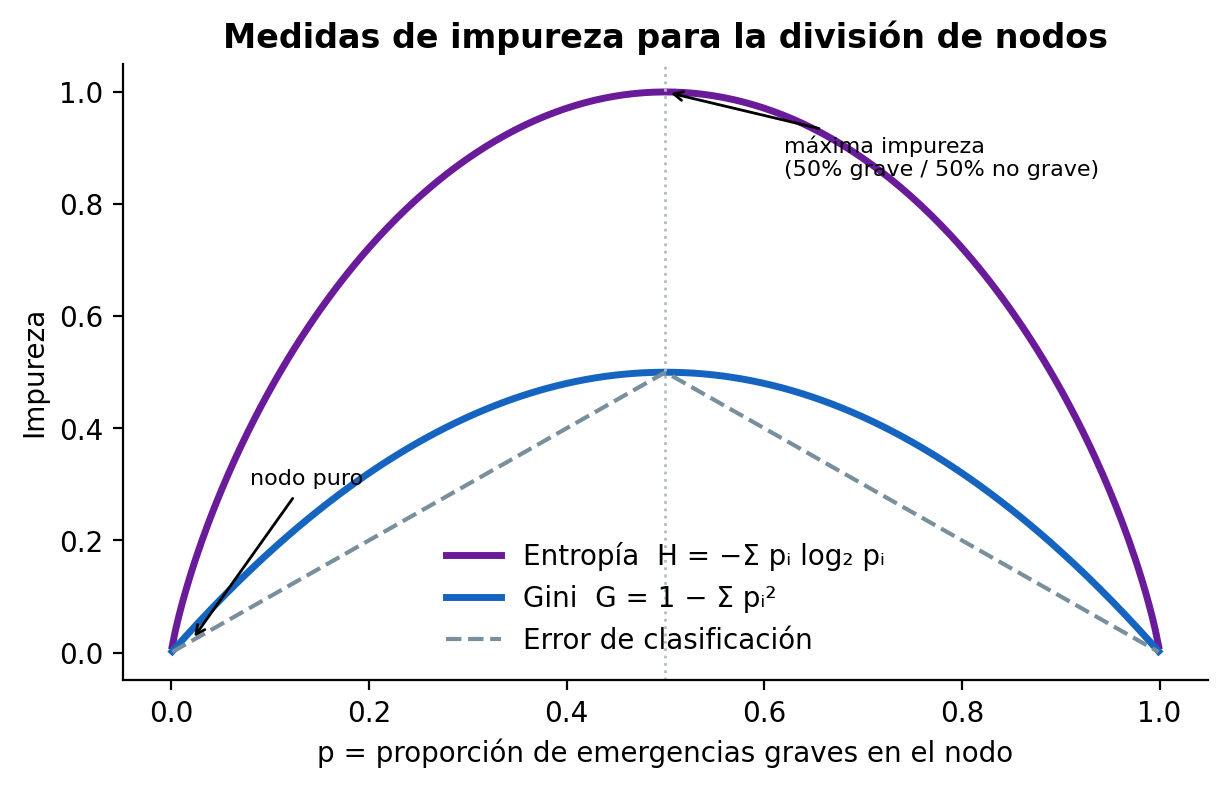 Medidas de impureza para la división de nodos
1.0
0.8
0.6
0.4
0.2
0.0
Impureza
máxima impureza
(50% grave / 50% no grave)
nodo puro
Entropía H = −Σ pᵢ log₂ pᵢ
Gini G = 1 − Σ pᵢ²
Error de clasificación
0.0 0.2 0.4 0.6 0.8 1.0
p = proporción de emergencias graves en el nodo